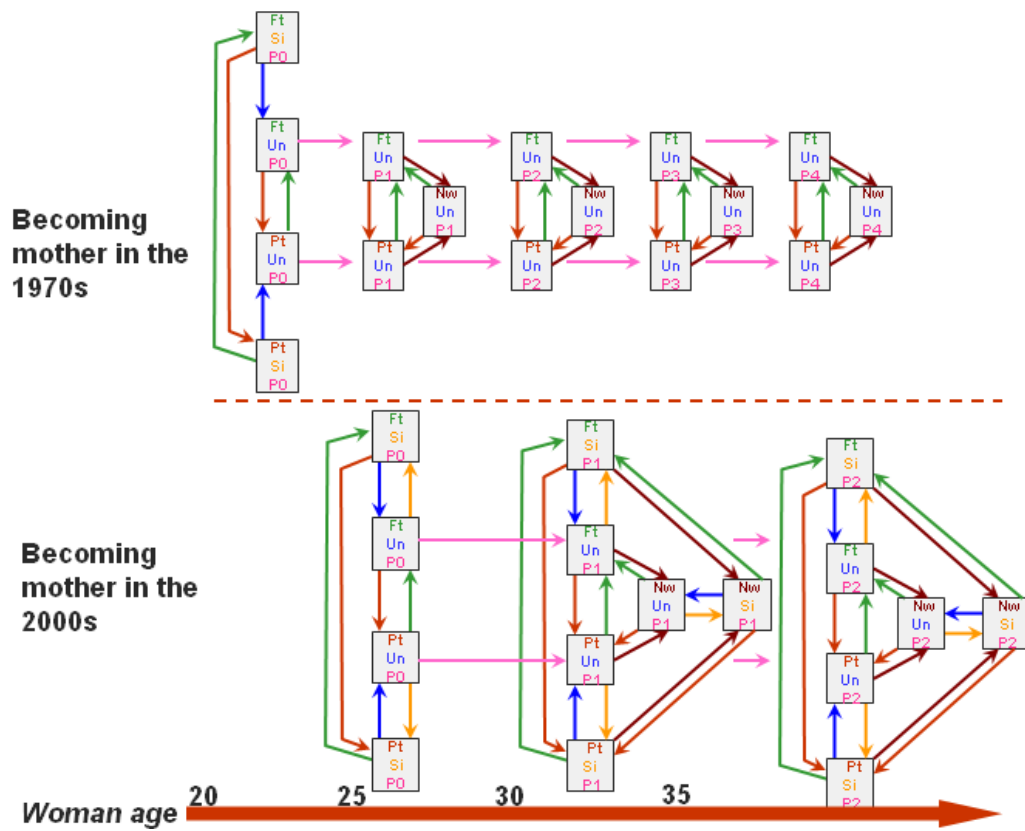 Ft
Si
P0
Ft
Un
P0
Ft
Un
P1
Ft
Un
P2
Ft
Un
P3
Ft
Un
P4
Nw
Un
P1
Nw
Un
P2
Nw
Un
P3
Nw
Un
P4
Becoming
mother in the
1970s
Pt
Un
P0
Pt
Un
P1
Pt
Un
P2
Pt
Un
P3
Pt
Un
P4
Pt
Si
P0
Ft
Si
P0
Ft
Si
P1
Ft
Si
P2
Ft
Un
P0
Ft
Un
P1
Ft
Un
P2
Becoming
mother in the
2000s
Nw
Un
P1
Nw
Si
P1
Nw
Un
P2
Nw
Si
P2
Pt
Un
P0
Pt
Un
P1
Pt
Un
P2
Pt
Si
P0
Pt
Si
P1
Pt
Si
P2
20 25 30 35
Woman age